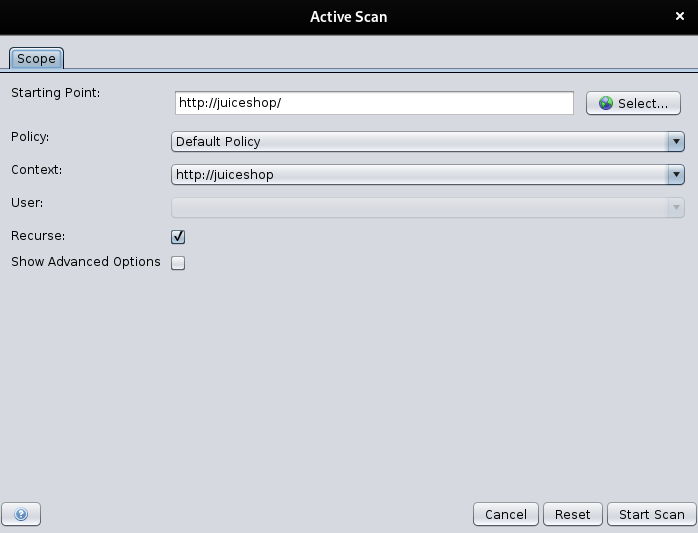 Active Scan
×
Scope
Starting Point:
http://juiceshop/
Select...
Policy:
Default Policy
Context:
http://juiceshop
User:
Recurse:
Show Advanced Options
?
Cancel
Reset
Start Scan